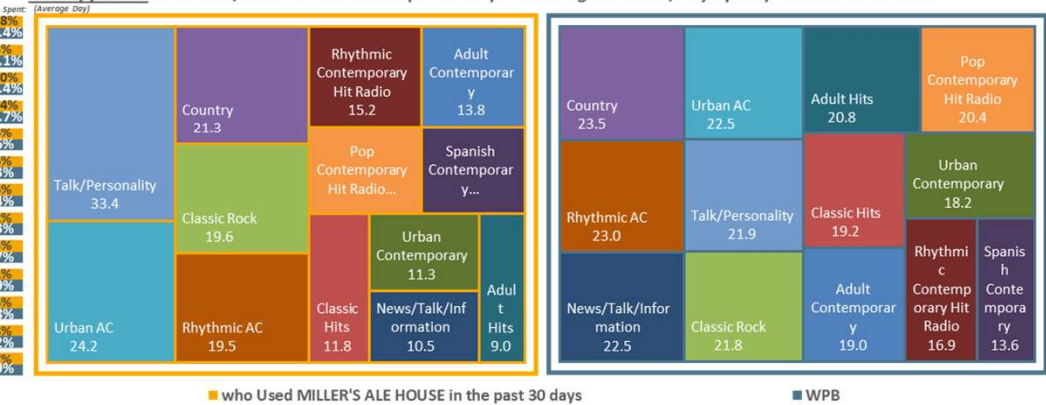 Spent: (Average Day)
Talk/Personality
33.4
Urban AC
24.2
Country
21.3
Classic Rock
19.6
Rhythmic AC
19.5
Rhythmic
Contemporary
Hit Radio
15.2
Adult
Contemporar
y
13.8
Pop
Contemporary
Hit Radio...
Spanish
Contemporar
y...
Classic
Hits
11.8
Urban
Contemporary
11.3
News/Talk/Inf
ormation
10.5
Adul
t
Hits
9.0
Country
23.5
Rhythmic AC
23.0
News/Talk/Infor
mation
22.5
Urban AC
22.5
Talk/Personality
21.9
Classic Rock
21.8
Adult Hits
20.8
Pop
Contemporary
Hit Radio
20.4
Classic Hits
19.2
Urban
Contemporary
18.2
Adult
Contemporar
y
19.0
Rhythmi
c
Contemp
orary Hit
Radio
16.9
Spanis
h
Conte
mpora
ry
13.6
who Used MILLER'S ALE HOUSE in the past 30 days
WPB